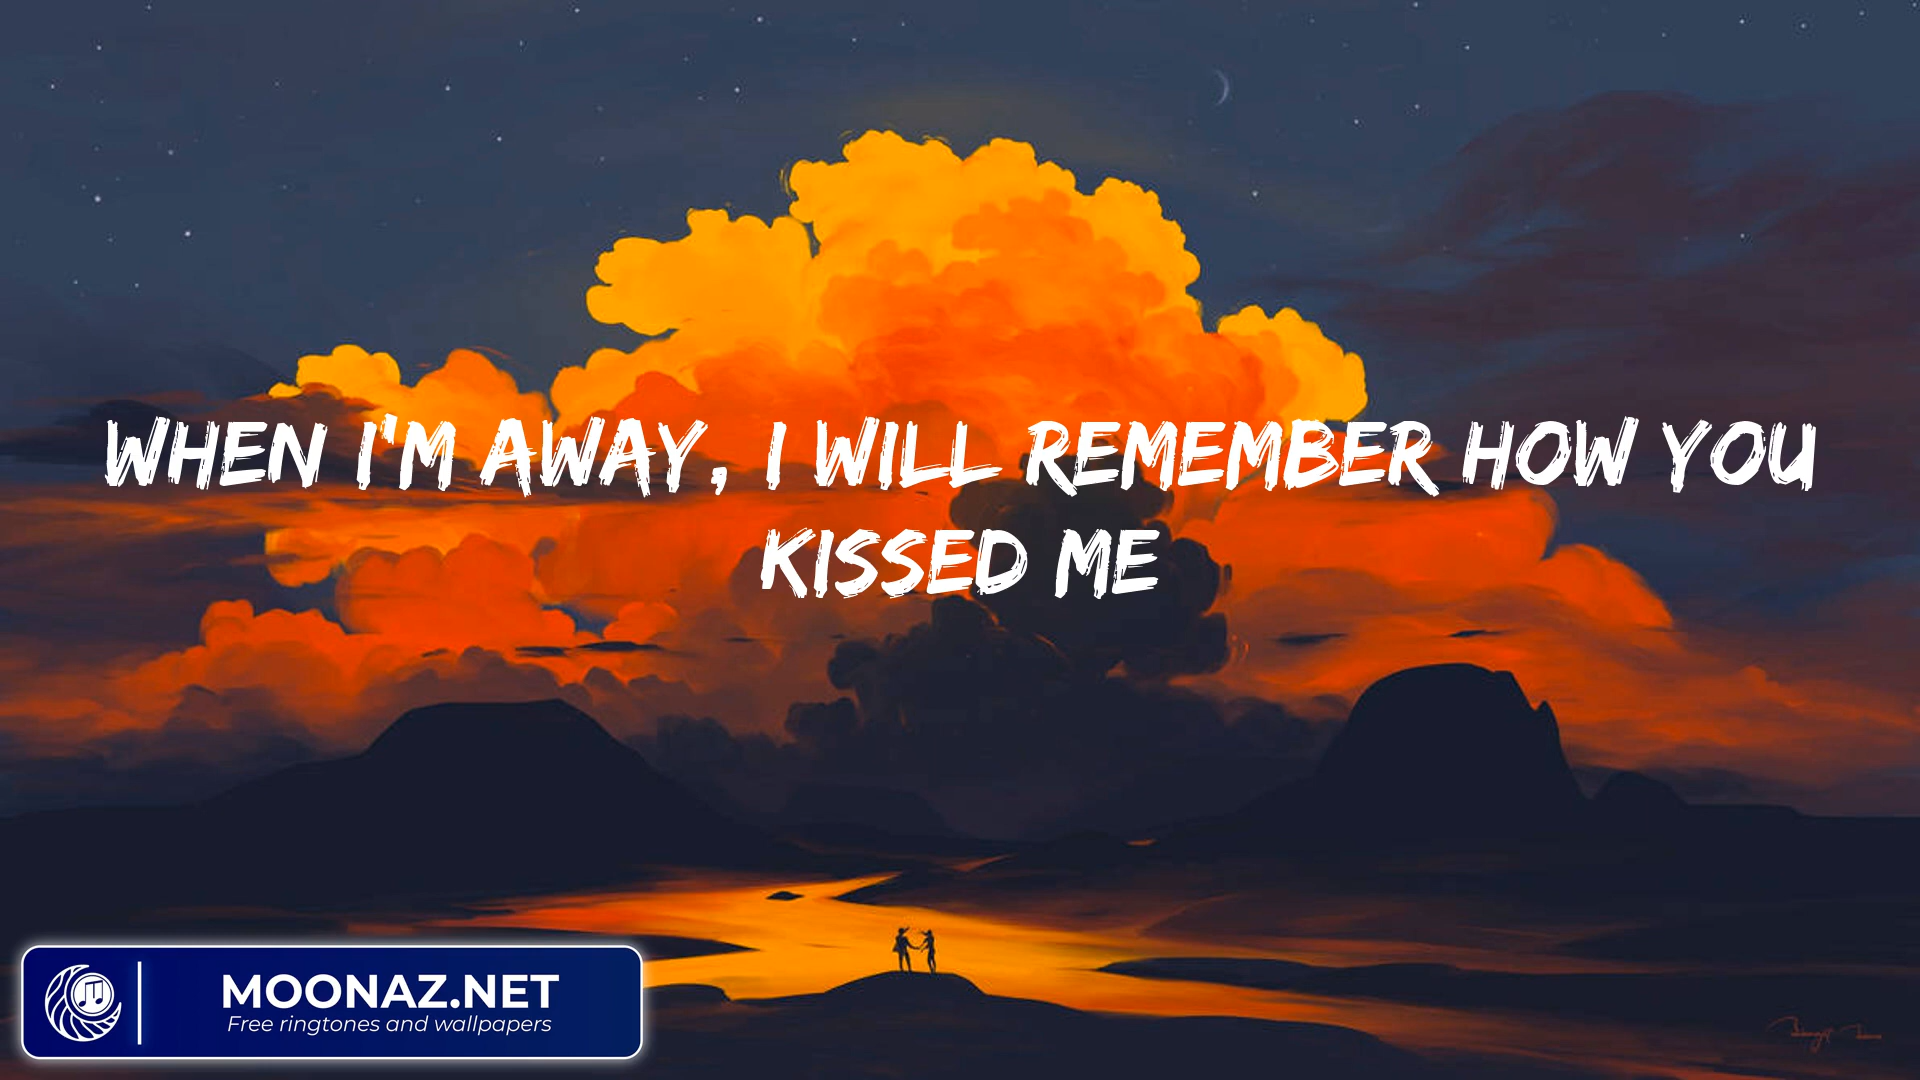 WHEN I'M AWAY, I WILL REMEMBER HOW YOU
KISSED ME
MOONAZ.NET
Free ringtones and wallpapers